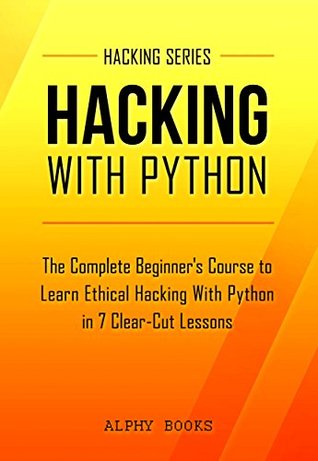 HACKING SERIES
HACKING
WITH PYTHON
The Complete Beginner's Course to
Learn Ethical Hacking With Python
in 7 Clear-Cut Lessons
ALPHY BOOKS